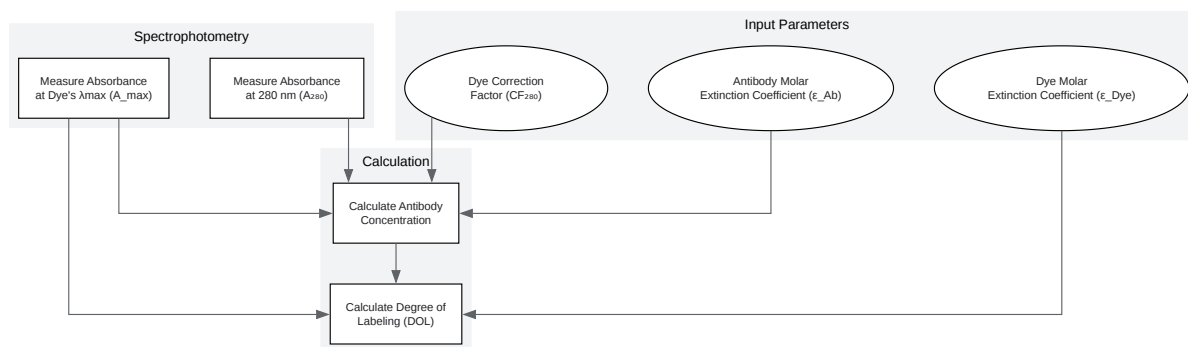 Spectrophotometry
Measure Absorbance
at Dye's λmax (A_max)
Measure Absorbance
at 280 nm (A₂₈₀)
Input Parameters
Dye Correction
Factor (CF₂₈₀)
Antibody Molar
Extinction Coefficient (ε_Ab)
Dye Molar
Extinction Coefficient (ε_Dye)
Calculation
Calculate Antibody
Concentration
Calculate Degree of
Labeling (DOL)